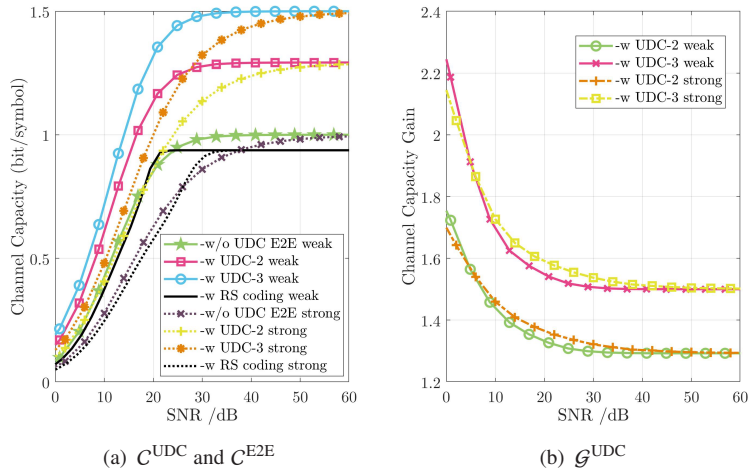 1.5
1
0.5
0
Channel Capacity (bit/symbol)
-w/o UDC E2E weak
-w UDC-2 weak
-w UDC-3 weak
-w RS coding weak
-w/o UDC E2E strong
-w UDC-2 strong
-w UDC-3 strong
-w RS coding strong
0 10 20 30 40 50 60
SNR /dB
(a) C^UDC and C^E2E
2.4
2.2
2
1.8
1.6
1.4
1.2
Channel Capacity Gain
-w UDC-2 weak
-w UDC-3 weak
-w UDC-2 strong
-w UDC-3 strong
0 10 20 30 40 50 60
SNR /dB
(b) G^UDC